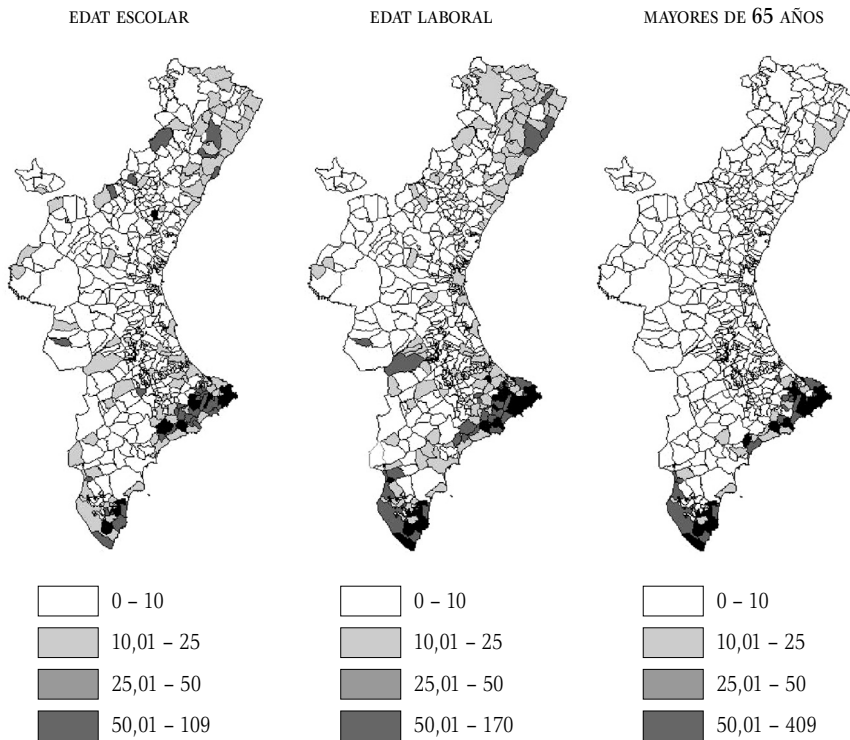 EDAT ESCOLAR
EDAT LABORAL
MAYORES DE 65 AÑOS
0 – 10
10,01 – 25
25,01 – 50
50,01 – 109
0 – 10
10,01 – 25
25,01 – 50
50,01 – 170
0 – 10
10,01 – 25
25,01 – 50
50,01 – 409